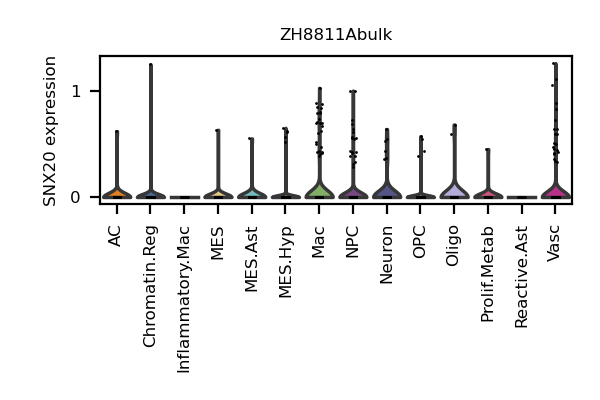 ZH8811Abulk
SNX20 expression
1
0
AC
Chromatin.Reg
Inflammatory.Mac
MES
MES.Ast
MES.Hyp
Mac
NPC
Neuron
OPC
Oligo
Prolif.Metab
Reactive.Ast
Vasc